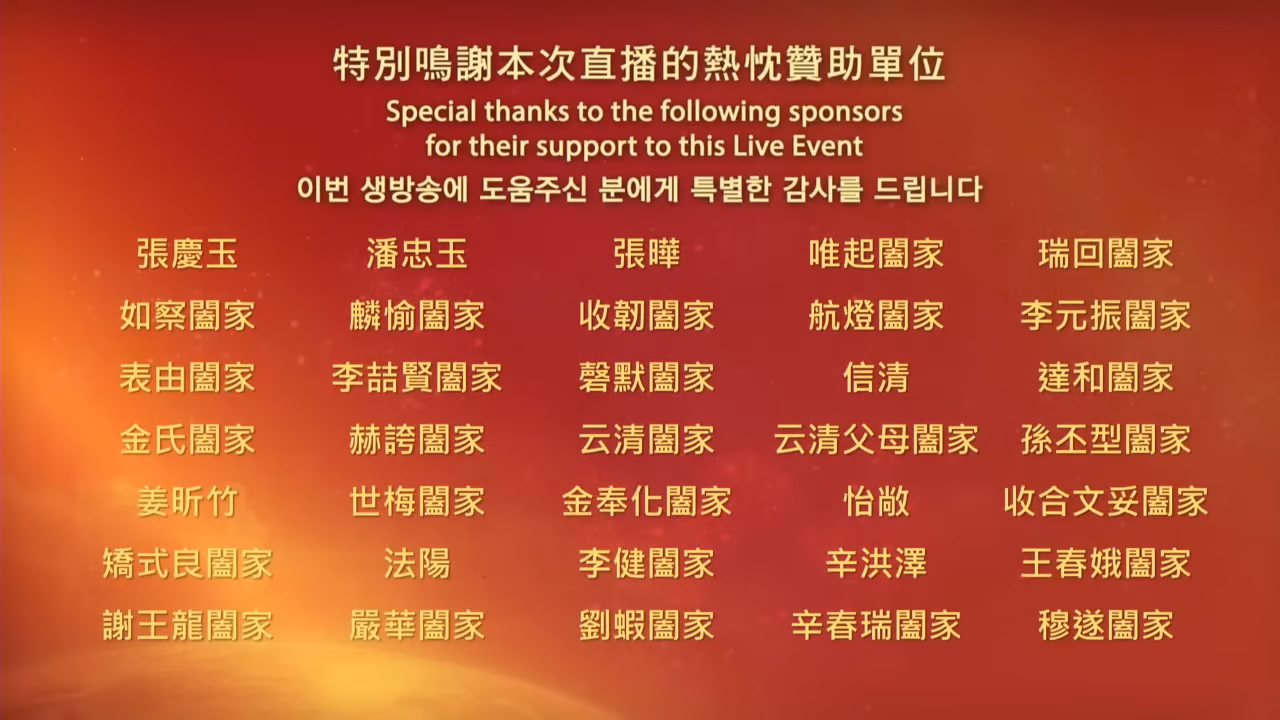 特別鳴謝本次直播的熱忱贊助單位
Special thanks to the following sponsors
for their support to this Live Event
이번 생방송에 도움주신 분에게 특별한 감사를 드립니다
張慶玉 潘忠玉 張曄 唯起闔家 瑞回闔家
如察闔家 麟愉闔家 收韌闔家 航燈闔家 李元振闔家
表由闔家 李喆賢闔家 磬默闔家 信清 達和闔家
金氏闔家 赫誇闔家 云清闔家 云清父母闔家 孫丕型闔家
姜昕竹 世梅闔家 金奉化闔家 怡敞 收合文妥闔家
矯式良闔家 法陽 李健闔家 辛洪澤 王春娥闔家
謝王龍闔家 嚴華闔家 劉蝦闔家 辛春瑞闔家 穆遂闔家